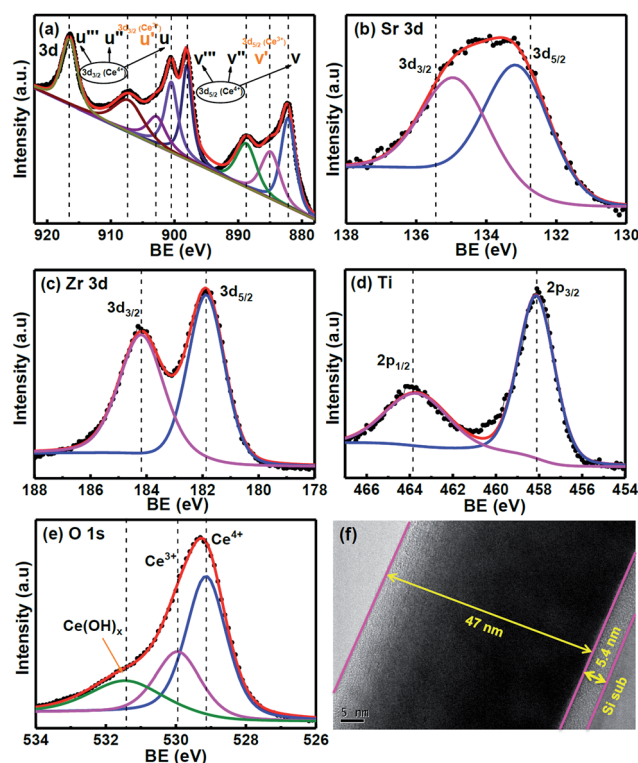 (a)
3d
u''' u'' u' u
3d3/2 (Ce3+)
3d3/2 (Ce4+)
3d5/2 (Ce3+)
v''' v'' v' v
3d5/2 (Ce4+)
Intensity (a.u.)
920 910 900 890 880
BE (eV)
(b) Sr 3d
3d3/2
3d5/2
Intensity (a.u.)
138 136 134 132 130
BE (eV)
(c) Zr 3d
3d3/2
3d5/2
Intensity (a.u)
188 186 184 182 180 178
BE (eV)
(d) Ti
2p3/2
2p1/2
Intensity (a.u)
466 464 462 460 458 456 454
BE (eV)
(e) O 1s
Ce4+
Ce3+
Ce(OH)x
Intensity (a.u)
534 532 530 528 526
BE (eV)
(f)
47 nm
5.4 nm
Si sub
5 nm